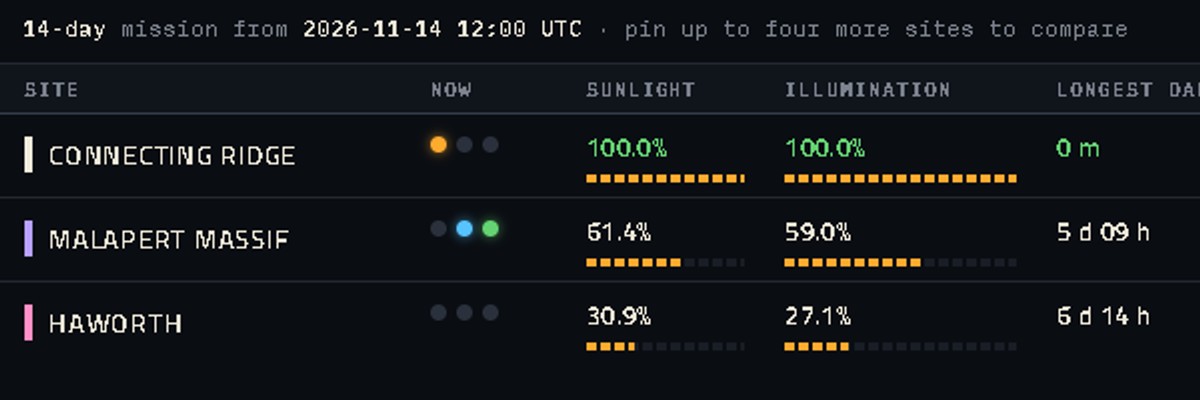 14-day mission from 2026-11-14 12:00 UTC · pin up to four more sites to compare
SITE NOW SUNLIGHT ILLUMINATION LONGEST
CONNECTING RIDGE 100.0% 100.0% 0 m
MALAPERT MASSIF 61.4% 59.0% 5 d 09 h
HAWORTH 30.9% 27.1% 6 d 14 h